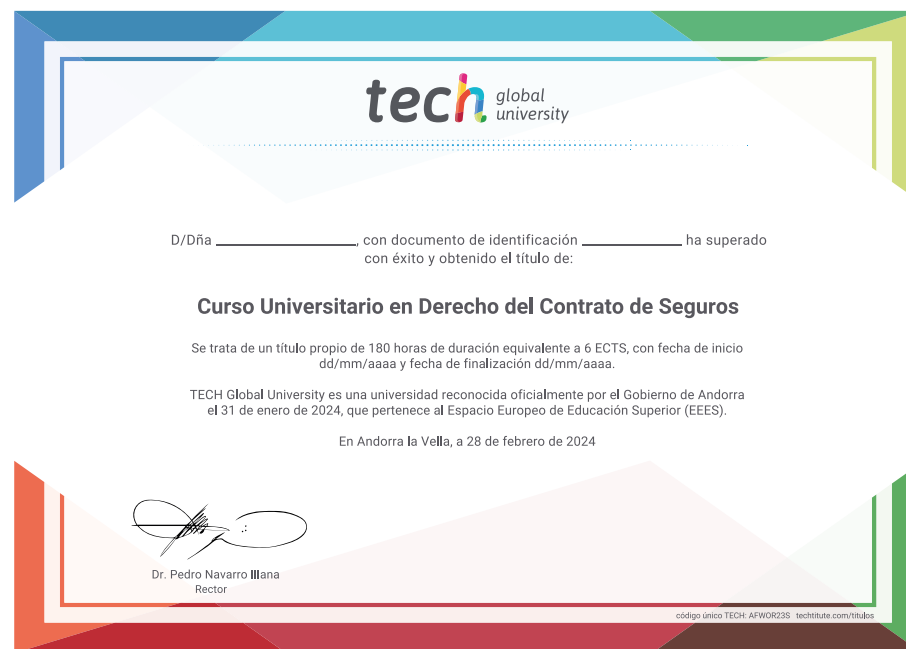 tech global
university
D/Dña ____________________, con documento de identificación ______________ ha superado
con éxito y obtenido el título de:
Curso Universitario en Derecho del Contrato de Seguros
Se trata de un título propio de 180 horas de duración equivalente a 6 ECTS, con fecha de inicio
dd/mm/aaaa y fecha de finalización dd/mm/aaaa.
TECH Global University es una universidad reconocida oficialmente por el Gobierno de Andorra
el 31 de enero de 2024, que pertenece al Espacio Europeo de Educación Superior (EEES).
En Andorra la Vella, a 28 de febrero de 2024
Dr. Pedro Navarro Illana
Rector
código único TECH: AFWOR23S techtitute.com/titulos